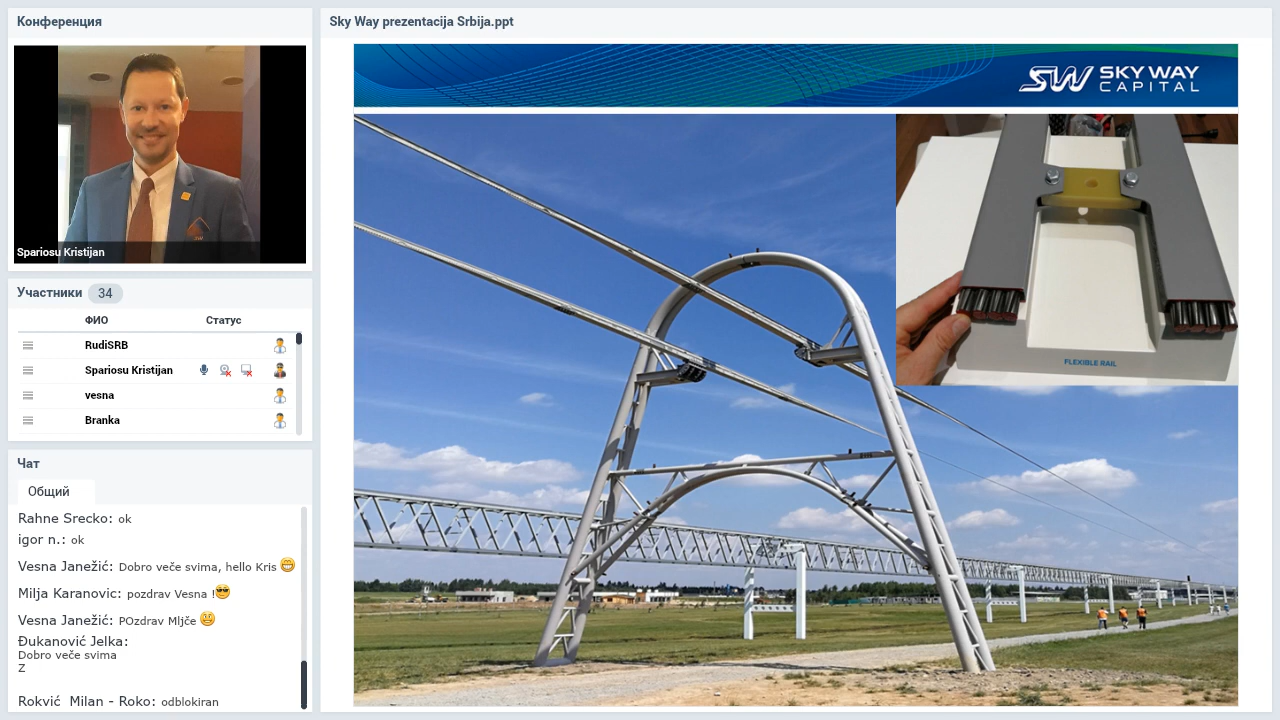 Конференция
Spariosu Kristijan
Участники 34
ФИО Статус
RudiSRB
Spariosu Kristijan
vesna
Branka
Чат
Общий
Rahne Srecko: ok
igor n.: ok
Vesna Janežić: Dobro veče svima, hello Kris
Milja Karanovic: pozdrav Vesna !
Vesna Janežić: POzdrav Mljče
Đukanović Jelka:
Dobro veče svima
Z
Rokvić Milan - Roko: odblokiran
Sky Way prezentacija Srbija.ppt
SW SKY WAY
CAPITAL
FLEXIBLE RAIL